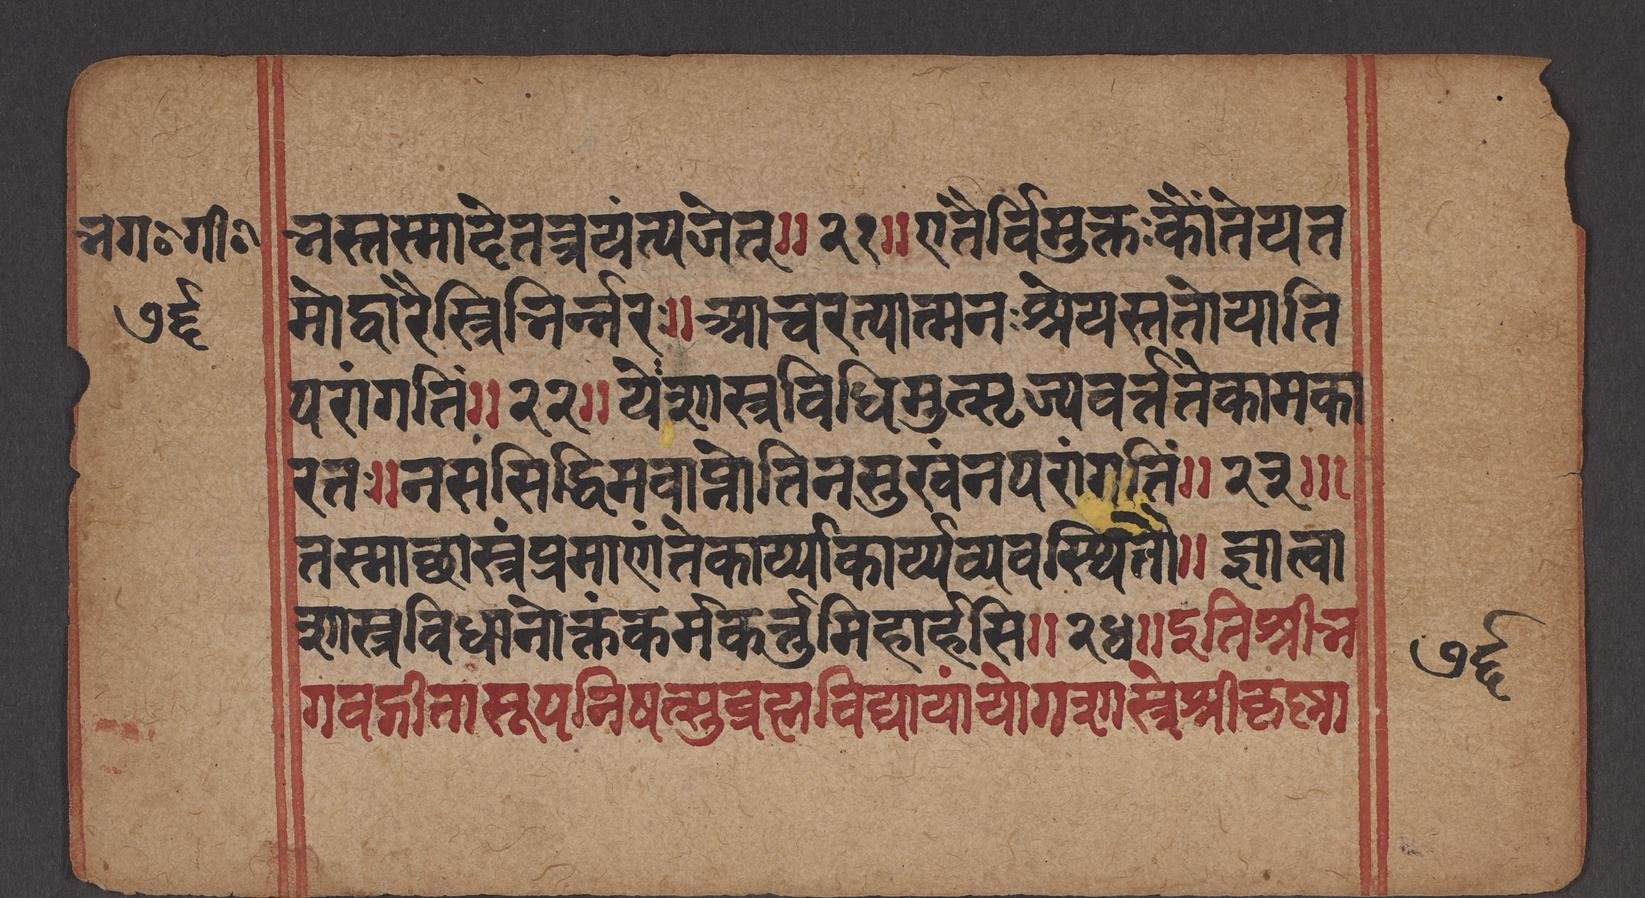 भग॰गी॰
७६
भस्तस्मादेतत्त्रयंत्यजेत्॥२१॥एतैर्विमुक्तःकौंतेयत
मोद्वारैस्त्रिभिर्न्नरः॥आचरत्यात्मनःश्रेयस्ततोयाति
परांगतिं॥२२॥येःशास्त्रविधिमुत्सृज्यवर्त्ततेकामका
रतः॥नससिद्धिमवाप्नोतिनसुखंनपरांगतिं॥२३॥
तस्माच्छास्त्रंप्रमाणंतेकार्य्याकार्य्यव्यवस्थितौ॥ज्ञात्वा
शास्त्रविधानोक्तंकर्मकर्त्तुमिहार्हसि॥२४॥इतिश्रीभ
गवद्गीतासूपनिषत्सुब्रह्मविद्यायांयोगशास्त्रेश्रीकृष्णा
७६